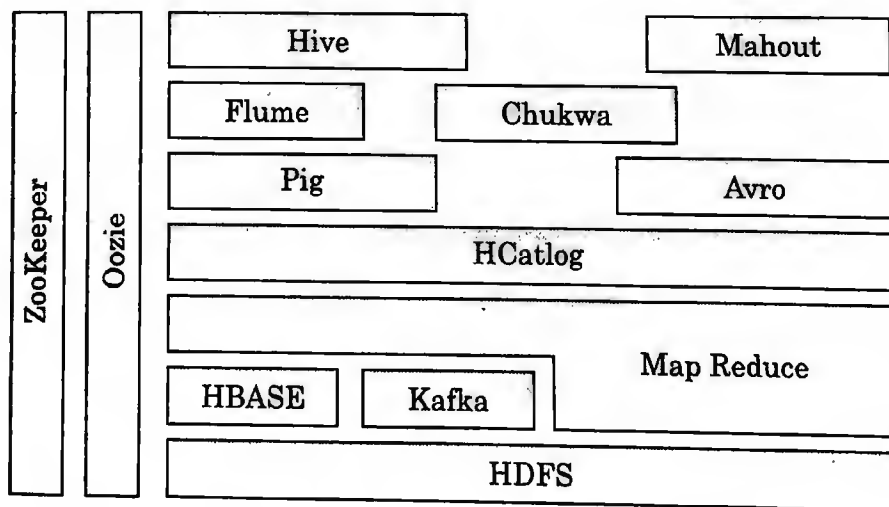 ZooKeeper
Oozie
Hive
Mahout
Flume
Chukwa
Pig
Avro
HCatlog
Map Reduce
HBASE
Kafka
HDFS